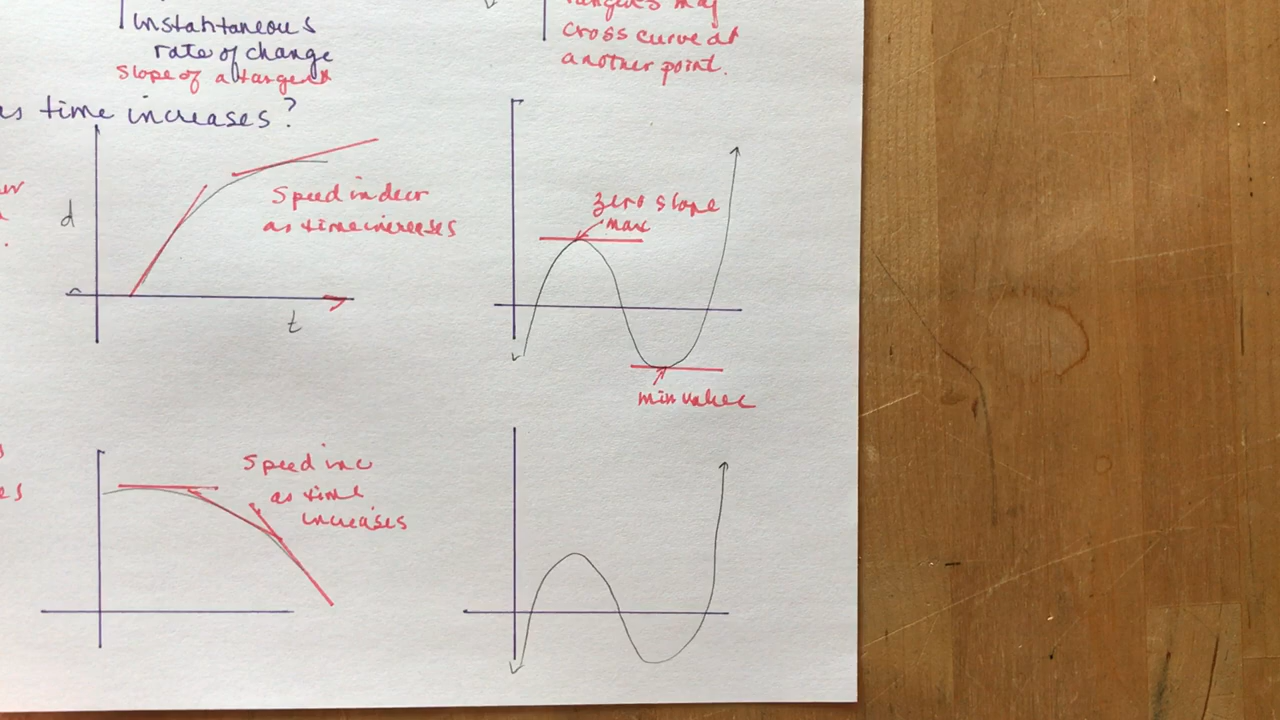 Instantaneous
rate of change
slope of a tangent
tangents may
cross curve at
another point.
as time increases?
d
Speed in decr
as time increases
t
zero slope
max
min value
Speed inc
as time
increases
es